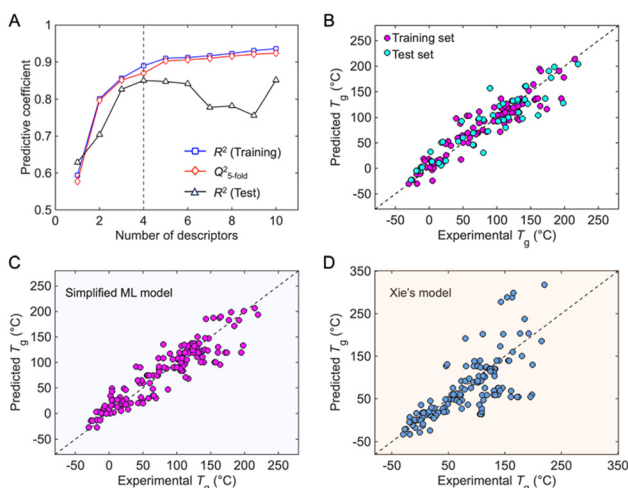 A
1
0.9
0.8
0.7
0.6
0.5
0 2 4 6 8 10
Predictive coefficient
Number of descriptors
R² (Training)
Q²5-fold
R² (Test)
B
250
200
150
100
50
0
-50
-50 0 50 100 150 200 250
Predicted Tg (°C)
Experimental Tg (°C)
Training set
Test set
C
Simplified ML model
250
200
150
100
50
0
-50
-50 0 50 100 150 200 250
Predicted Tg (°C)
Experimental Tg (°C)
D
Xie's model
350
250
150
50
-50
-50 50 150 250 350
Predicted Tg (°C)
Experimental Tg (°C)